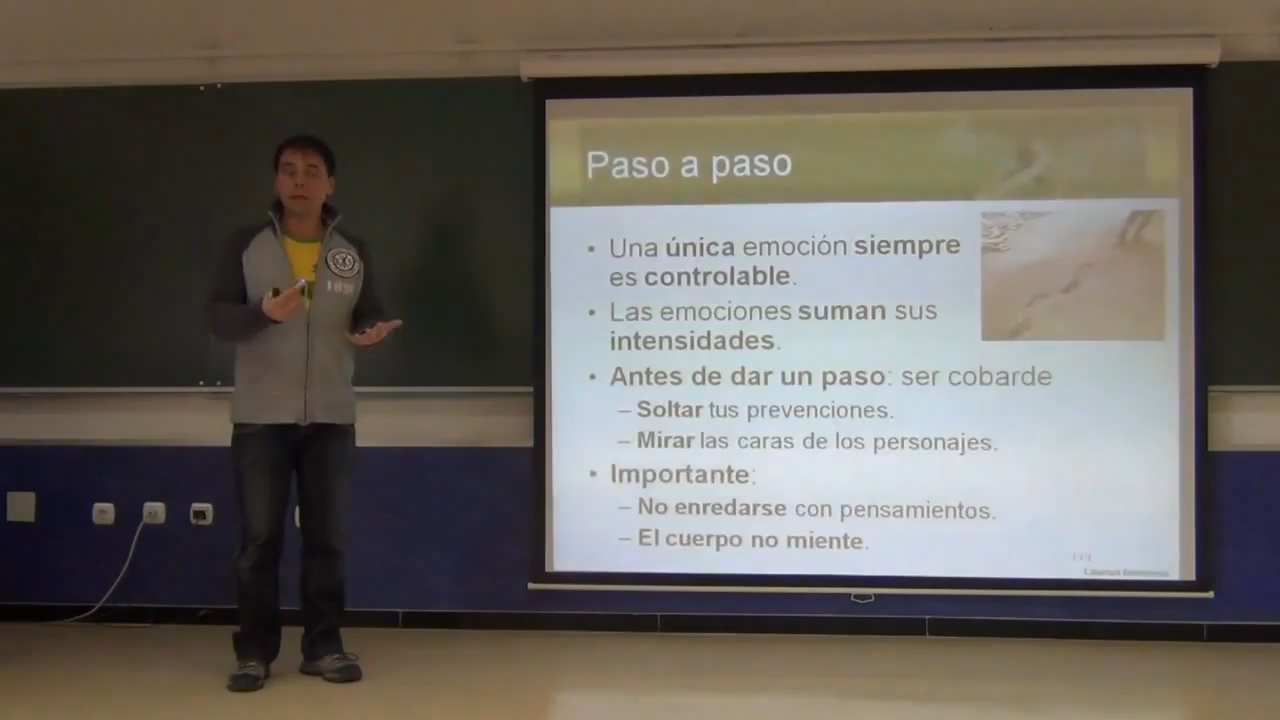 Paso a paso
• Una única emoción siempre
es controlable.
• Las emociones suman sus
intensidades.
• Antes de dar un paso: ser cobarde
– Soltar tus prevenciones.
– Mirar las caras de los personajes.
• Importante:
– No enredarse con pensamientos.
– El cuerpo no miente.